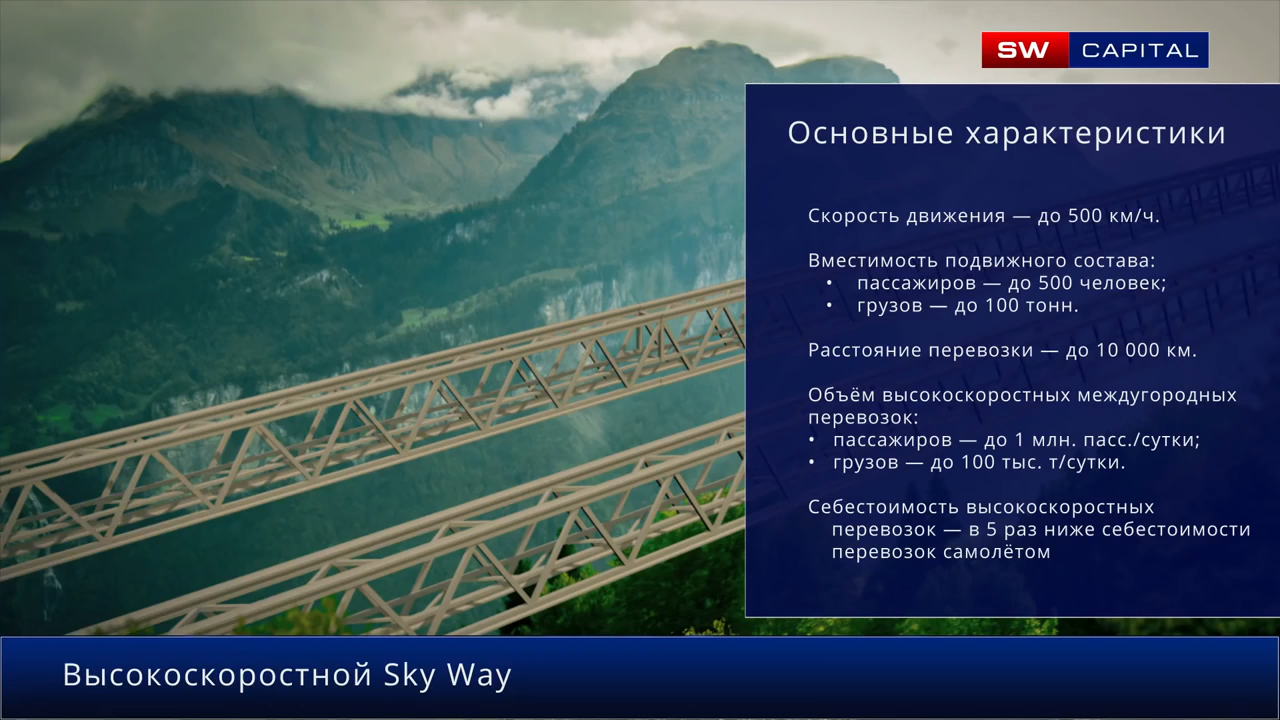 SW CAPITAL
Основные характеристики
Скорость движения — до 500 км/ч.
Вместимость подвижного состава:
• пассажиров — до 500 человек;
• грузов — до 100 тонн.
Расстояние перевозки — до 10 000 км.
Объём высокоскоростных междугородных
перевозок:
• пассажиров — до 1 млн. пасс./сутки;
• грузов — до 100 тыс. т/сутки.
Себестоимость высокоскоростных
перевозок — в 5 раз ниже себестоимости
перевозок самолётом
Высокоскоростной Sky Way